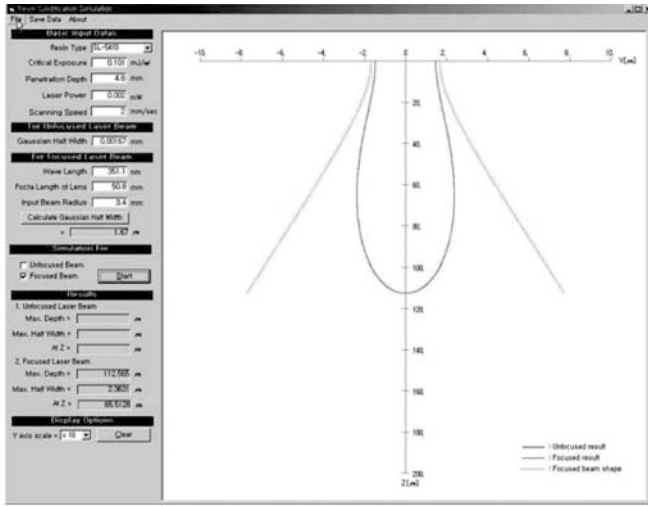 Resin Solidification Simulation
File Save Data About
Basic Input Datas
Resin Type SL-5410
Critical Exposure 0.101
Penetration Depth 4.8 mm
Laser Power 0.002 mW
Scanning Speed 2 mm/sec
For Unfocused Laser Beam
Gaussian Half Width 0.00167 mm
For Focused Laser Beam
Wave Length 351.1 nm
Focla Length of Lens 50.8 mm
Input Beam Radius 3.4 mm
Calculate Gaussian Half Width
= 1.67
Simulation For
Unfocused Beam
Focused Beam Start
Results
1. Unfocused Laser Beam
Max. Depth =
Max. Half Width =
At Z =
2. Focused Laser Beam
Max. Depth = 112.565
Max. Half Width =
At Z = 65.5128
Display Options
Y axis scale = × 10 Clear
-10. -8. -6. -4. -2. 0 2. 4. 6. 8. 10.
20.
40.
60.
80.
100.
120.
140.
160.
180.
200.
: Unfocused result
: Focused result
: Focused beam shape